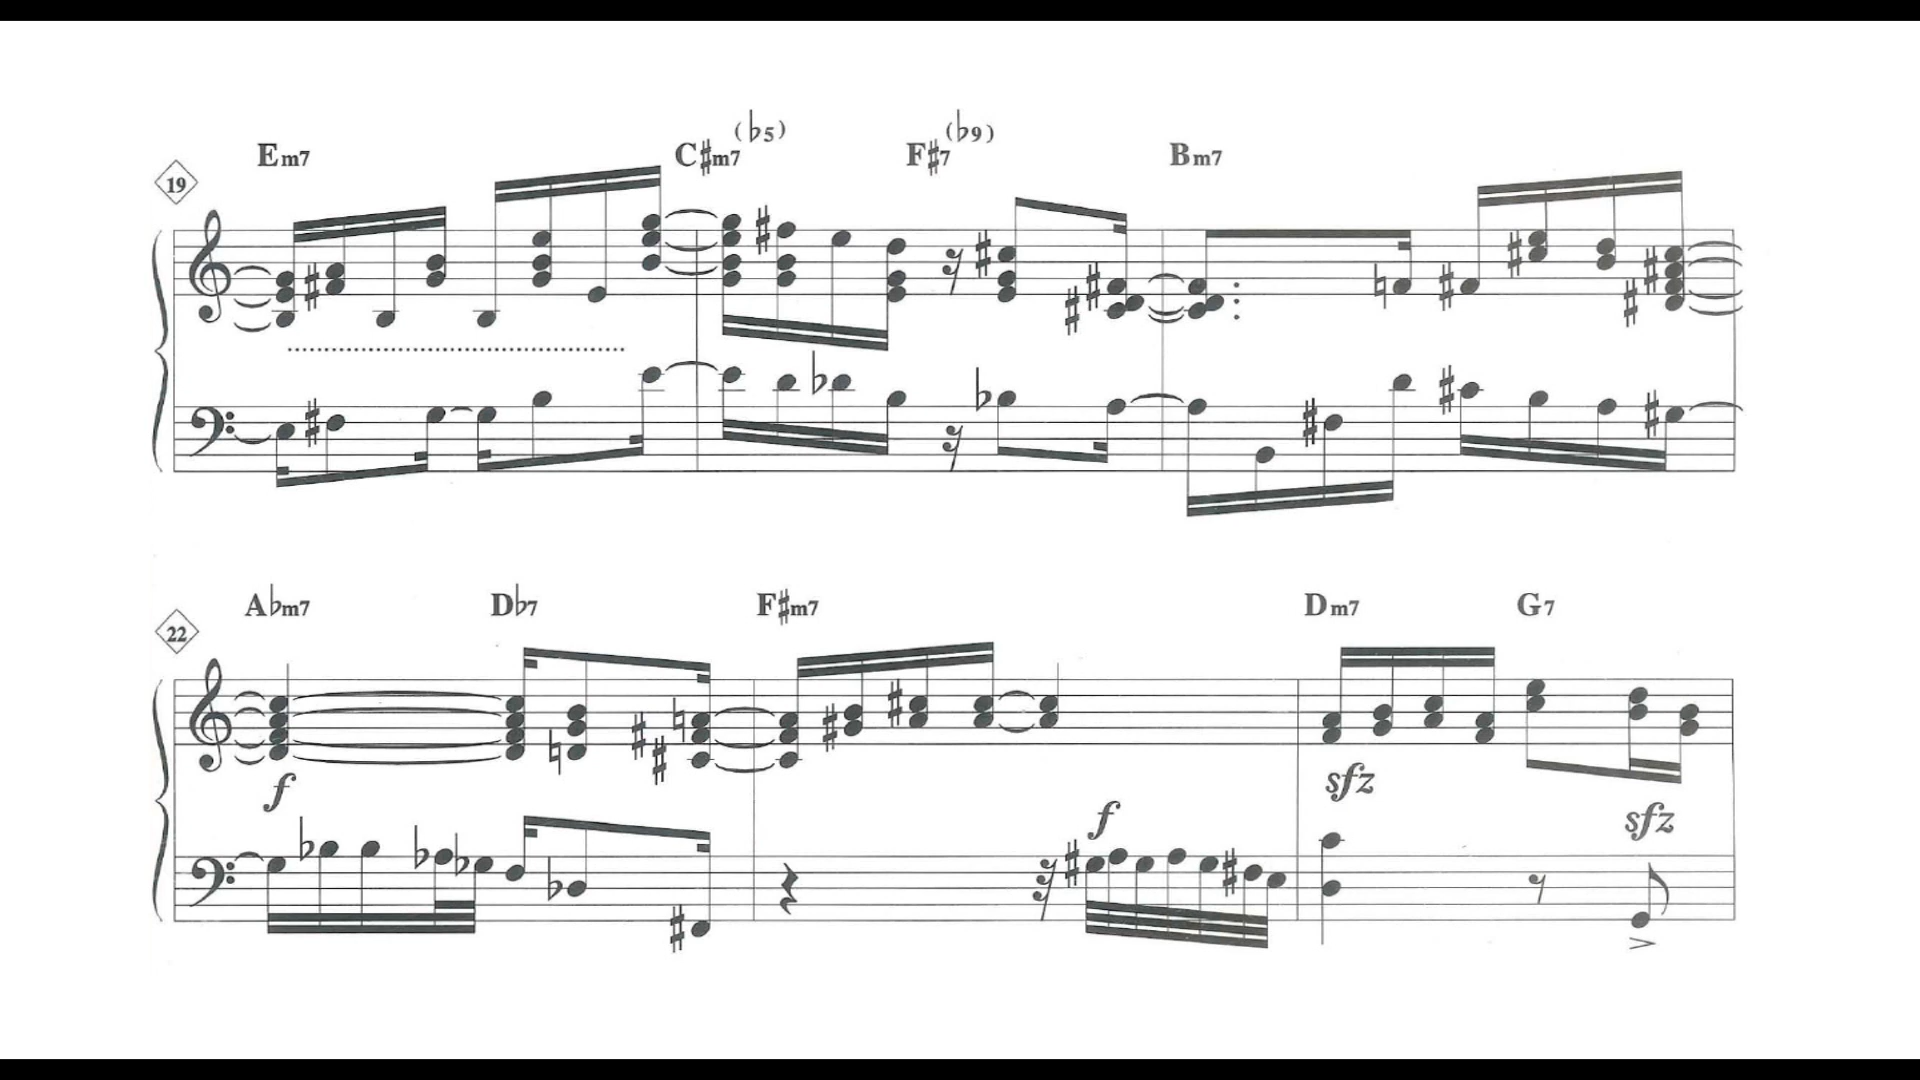 Em7 C♯m7(♭5) F♯7(♭9) Bm7
19
A♭m7 D♭7 F♯m7 Dm7 G7
22
f sfz
f sfz